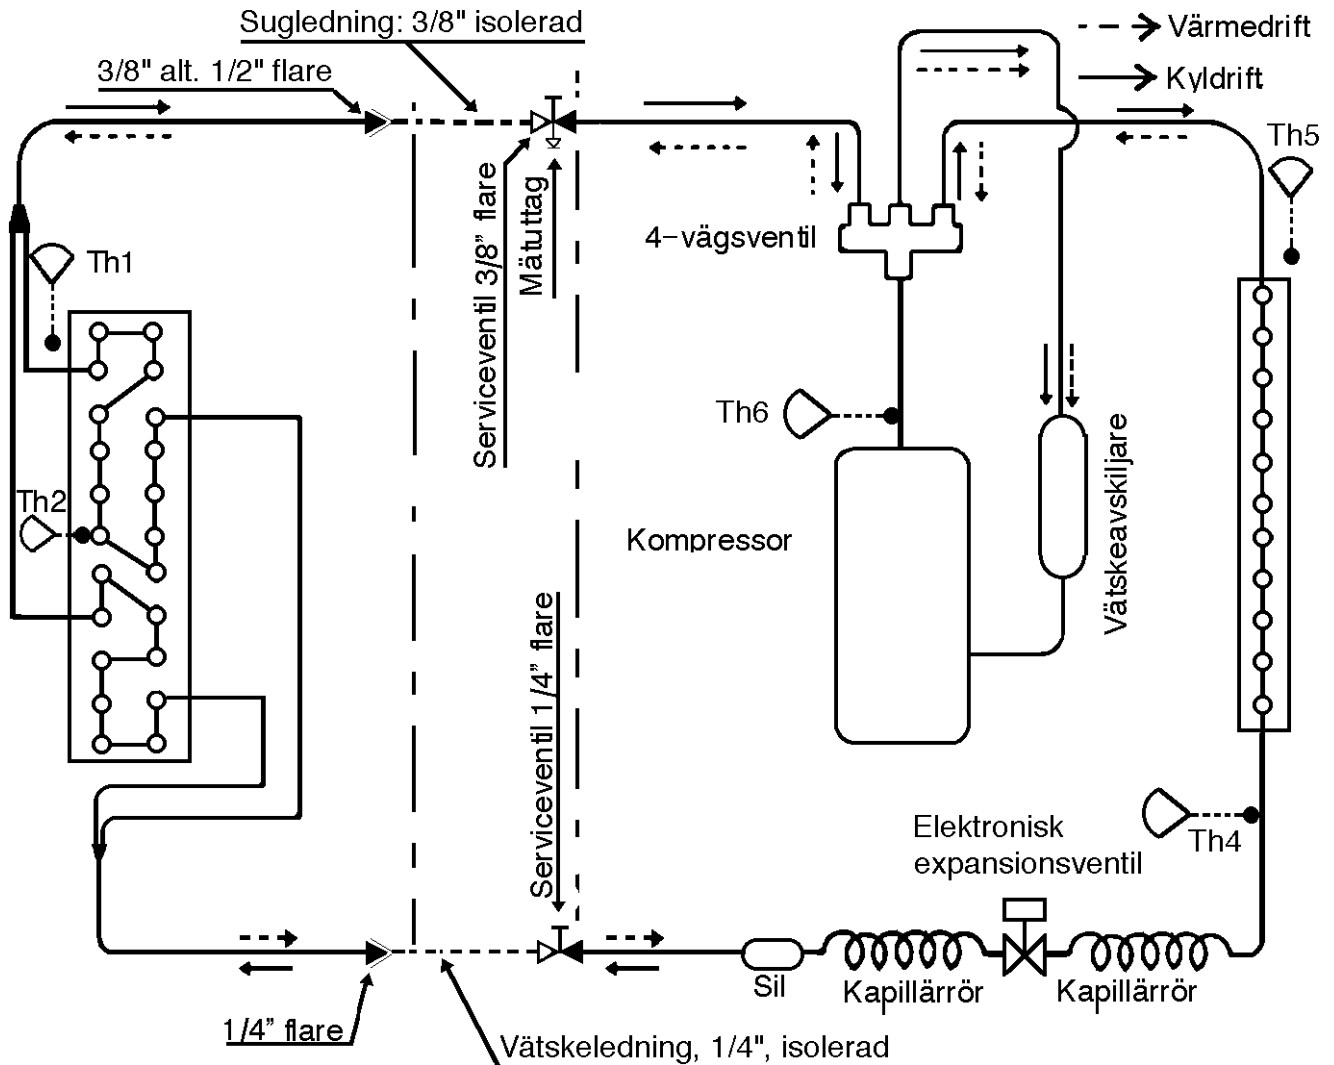 Sugledning: 3/8" isolerad
Värmedrift
3/8" alt. 1/2" flare
Kyldrift
Th5
Serviceventil 3/8" flare
Mätuttag
4-vägsventil
Th1
Th6
Vätskeavskiljare
Th2
Kompressor
Serviceventil 1/4" flare
Th4
Elektronisk
expansionsventil
Sil
Kapillärrör
Kapillärrör
1/4" flare
Vätskeledning, 1/4", isolerad